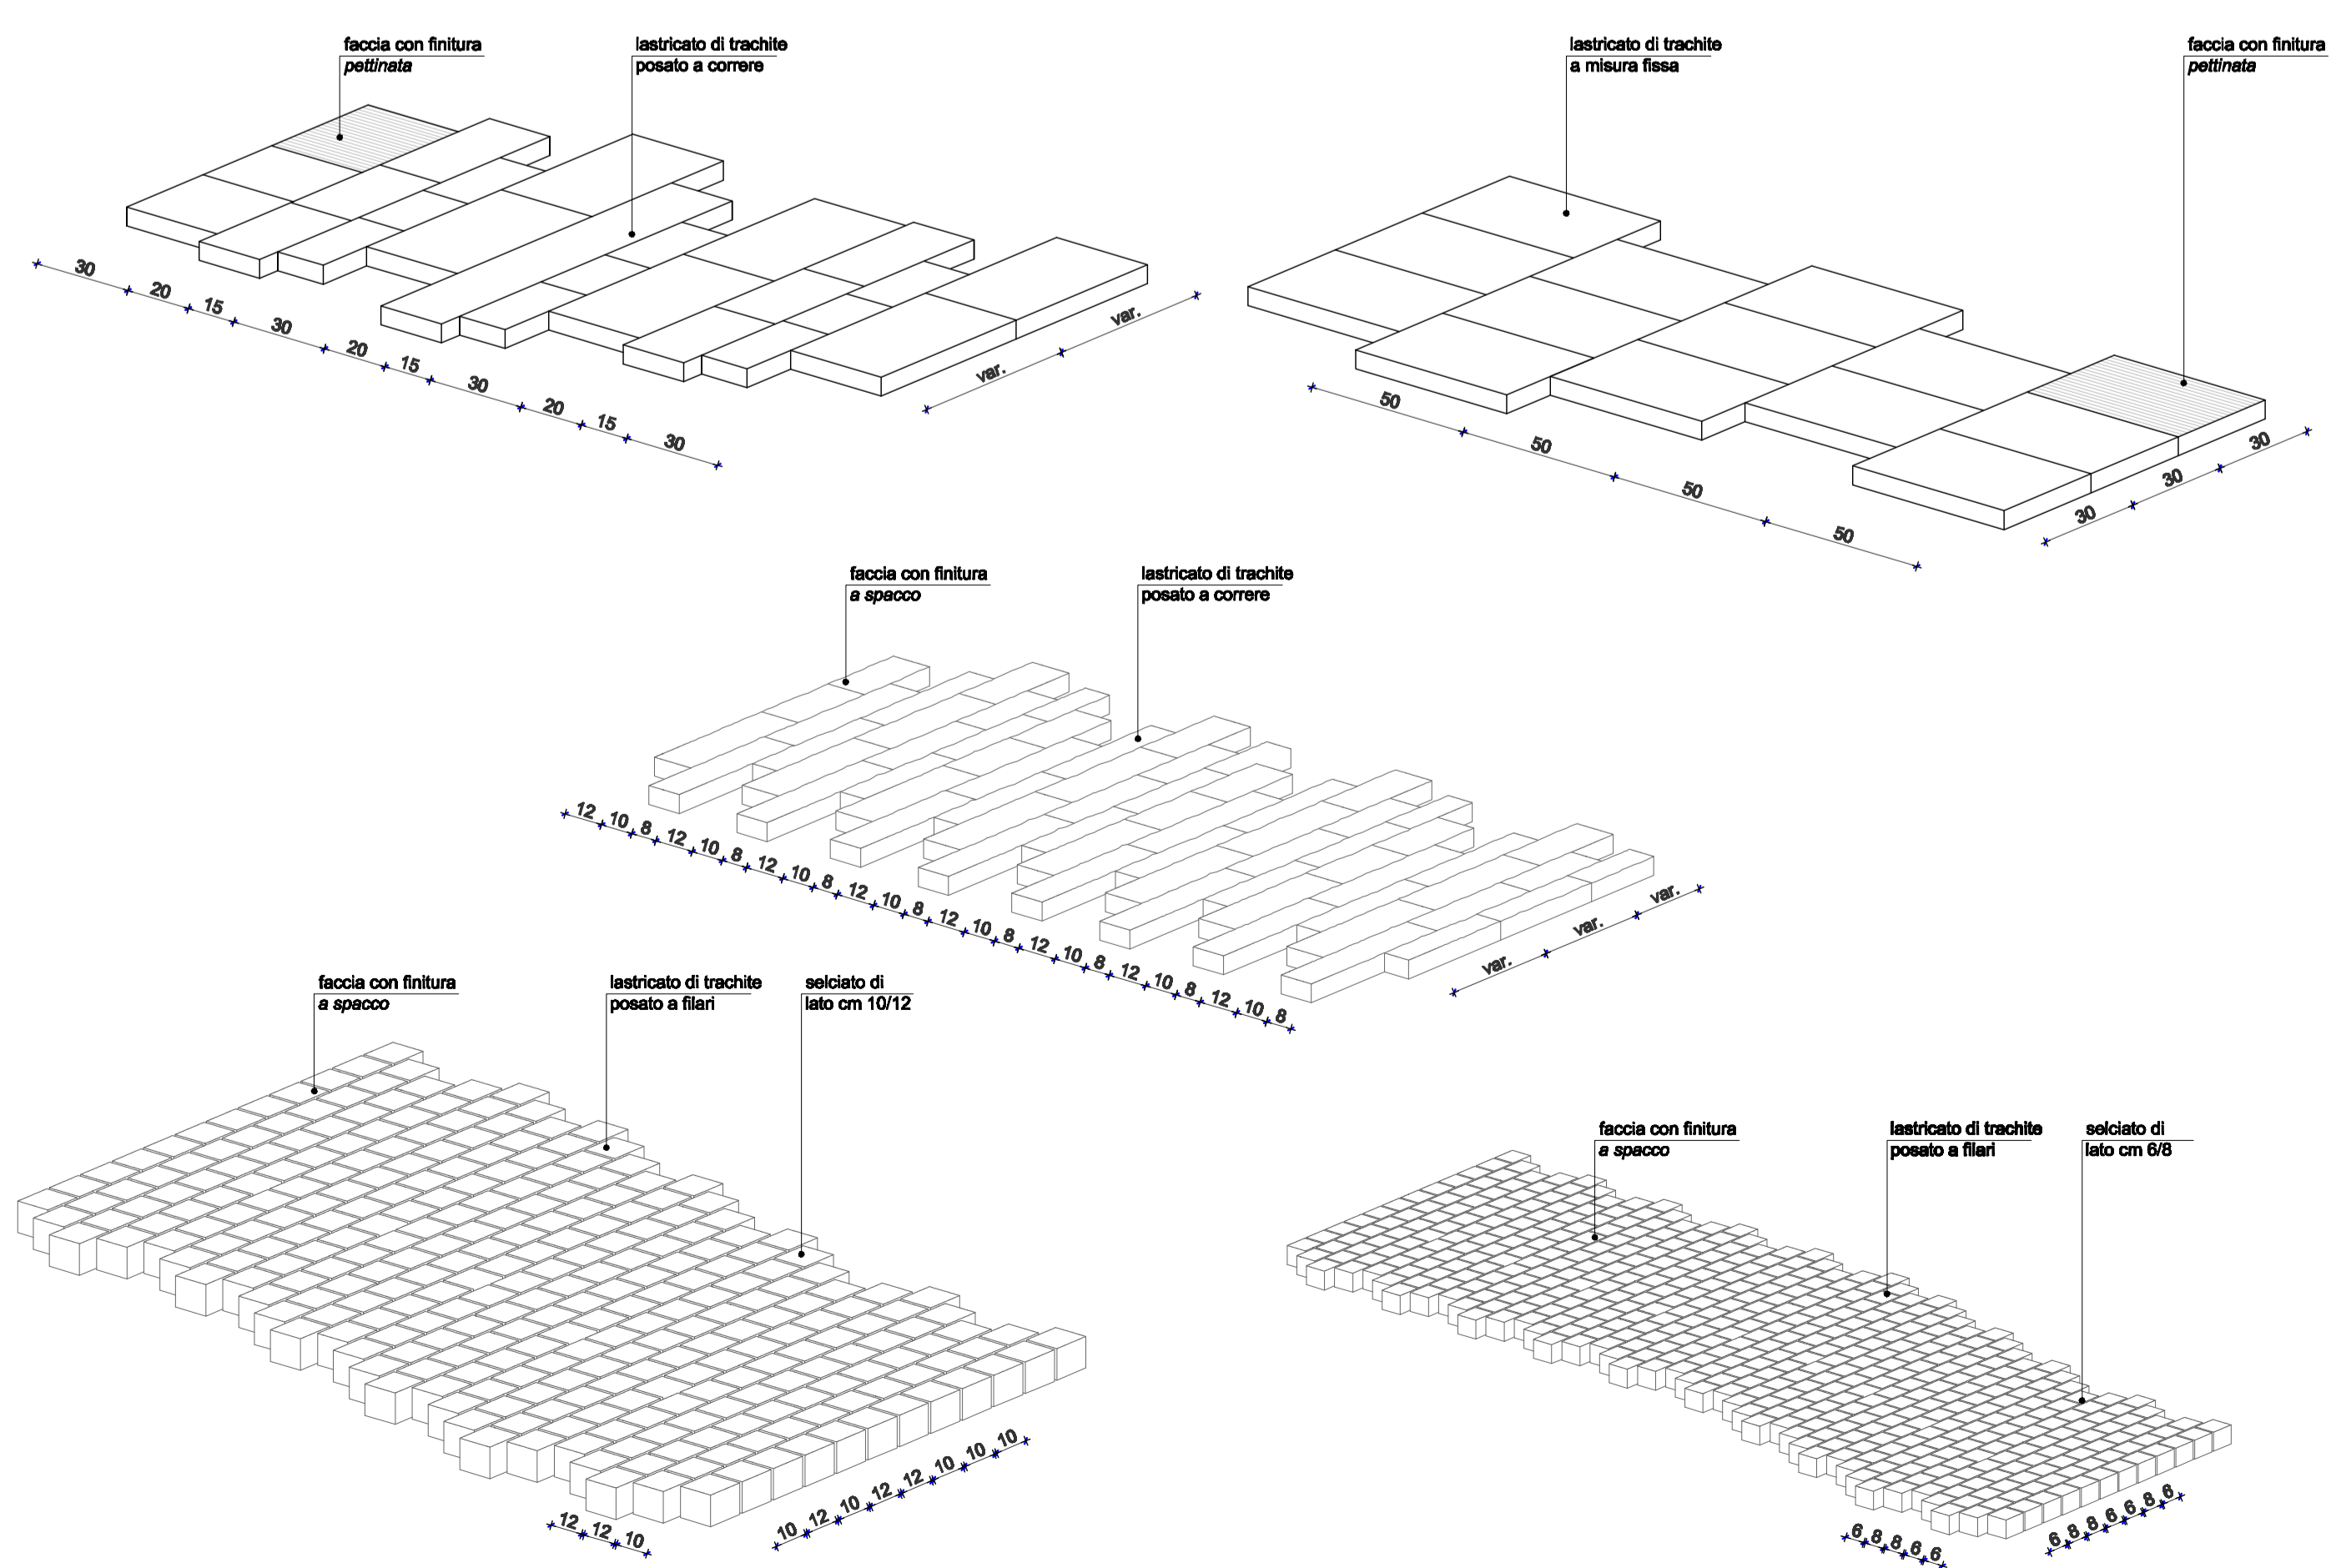 faccia con finitura
pettinata
lastricato di trachite
posato a correre
30
20
15
30
20
15
30
20
15
30
var.
var.
lastricato di trachite
a misura fissa
faccia con finitura
pettinata
50
50
50
50
30
30
30
faccia con finitura
a spacco
lastricato di trachite
posato a correre
12
10
8
12
10
8
12
10
8
12
10
8
12
10
8
12
10
8
12
10
8
12
10
8
var.
var.
var.
faccia con finitura
a spacco
lastricato di trachite
posato a filari
selciato di
lato cm 10/12
12
12
10
10
12
10
12
12
10
10
10
faccia con finitura
a spacco
lastricato di trachite
posato a filari
selciato di
lato cm 6/8
6
8
8
6
6
6
8
8
6
6
8
6